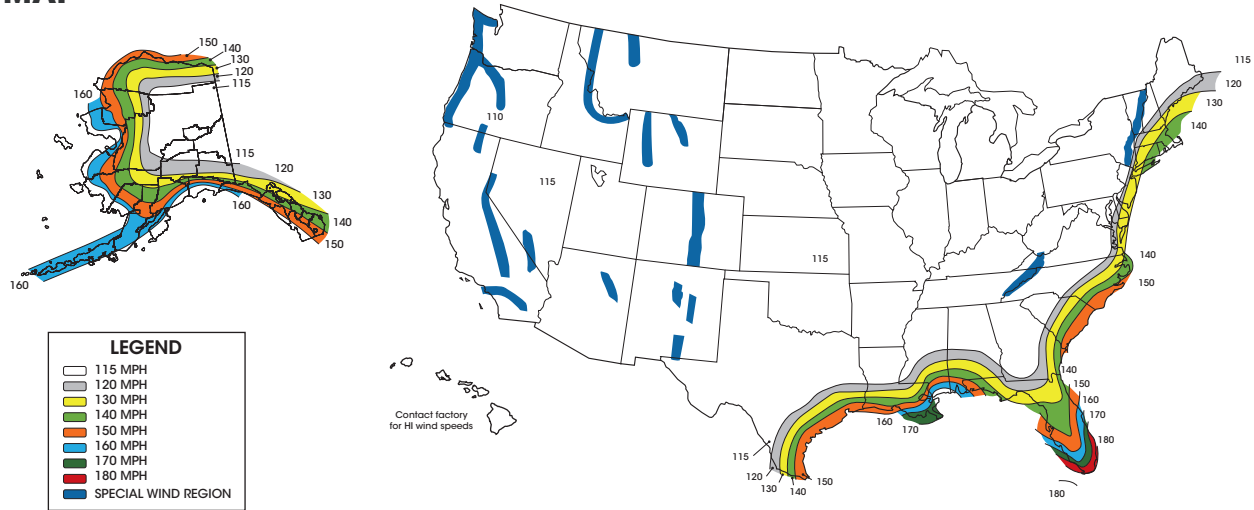 MAP
150
140
130
120
115
160
115
120
130
140
150
160
160
110
115
115
115
120
130
140
140
150
140
150
160
170
180
180
160
170
115
120
130
140
150
Contact factory
for HI wind speeds
LEGEND
115 MPH
120 MPH
130 MPH
140 MPH
150 MPH
160 MPH
170 MPH
180 MPH
SPECIAL WIND REGION